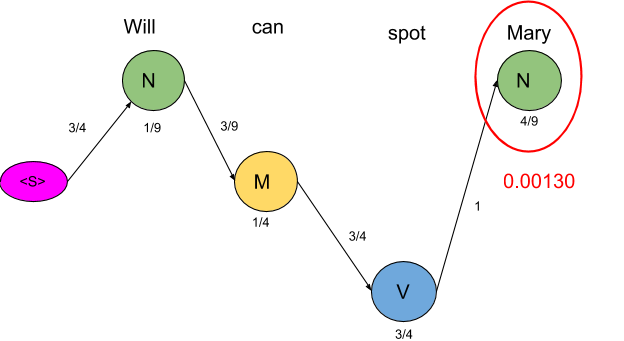 Will can spot Mary
N N
3/4 1/9 3/9 4/9
<S> M 0.00130
1/4 3/4 1
V
3/4